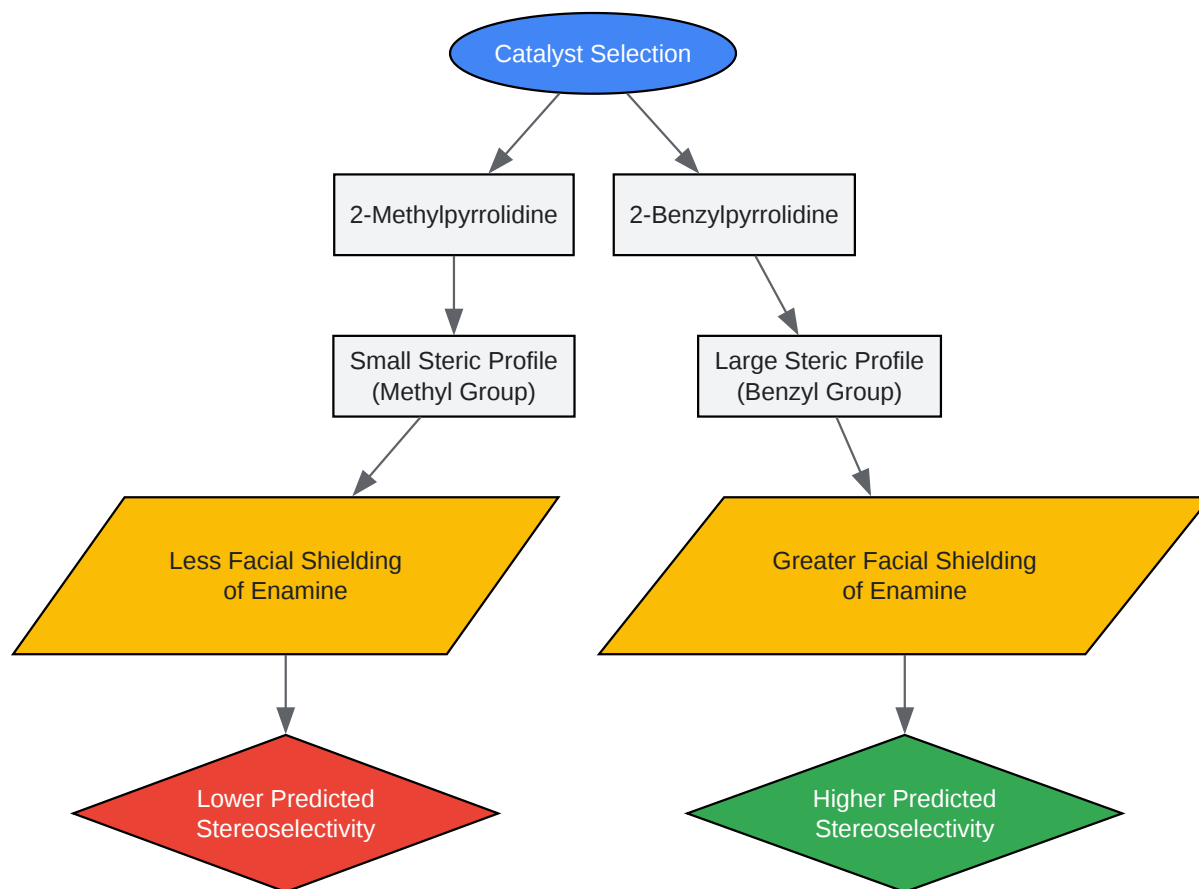 Catalyst Selection
2-Methylpyrrolidine
2-Benzylpyrrolidine
Small Steric Profile
(Methyl Group)
Large Steric Profile
(Benzyl Group)
Less Facial Shielding
of Enamine
Greater Facial Shielding
of Enamine
Lower Predicted
Stereoselectivity
Higher Predicted
Stereoselectivity